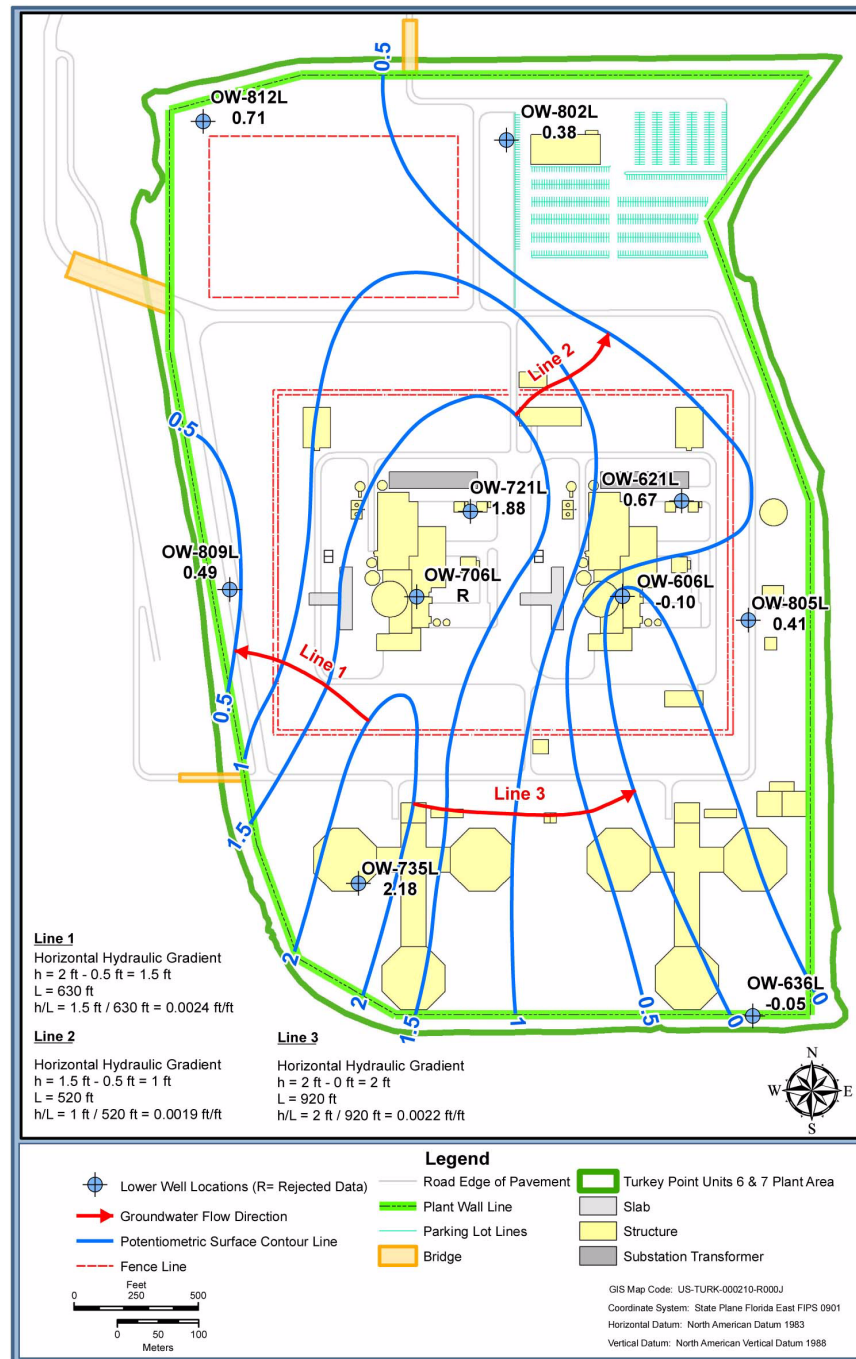 0.5
OW-812L
0.71
OW-802L
0.38
Line 2
0.5
OW-721L
1.88
OW-621L
0.67
OW-809L
0.49
OW-706L
R
OW-606L
-0.10
OW-805L
0.41
Line 1
0.5
1
Line 3
1.5
OW-735L
2.18
2
2
1.5
1
0.5
0
0
OW-636L
-0.05
Line 1
Horizontal Hydraulic Gradient
h = 2 ft - 0.5 ft = 1.5 ft
L = 630 ft
h/L = 1.5 ft / 630 ft = 0.0024 ft/ft
Line 2
Horizontal Hydraulic Gradient
h = 1.5 ft - 0.5 ft = 1 ft
L = 520 ft
h/L = 1 ft / 520 ft = 0.0019 ft/ft
Line 3
Horizontal Hydraulic Gradient
h = 2 ft - 0 ft = 2 ft
L = 920 ft
h/L = 2 ft / 920 ft = 0.0022 ft/ft
N
W E
S
Legend
Lower Well Locations (R= Rejected Data)
Groundwater Flow Direction
Potentiometric Surface Contour Line
Fence Line
Road Edge of Pavement
Plant Wall Line
Parking Lot Lines
Bridge
Turkey Point Units 6 & 7 Plant Area
Slab
Structure
Substation Transformer
Feet
0 250 500
0 50 100
Meters
GIS Map Code: US-TURK-000210-R000J
Coordinate System: State Plane Florida East FIPS 0901
Horizontal Datum: North American Datum 1983
Vertical Datum: North American Vertical Datum 1988